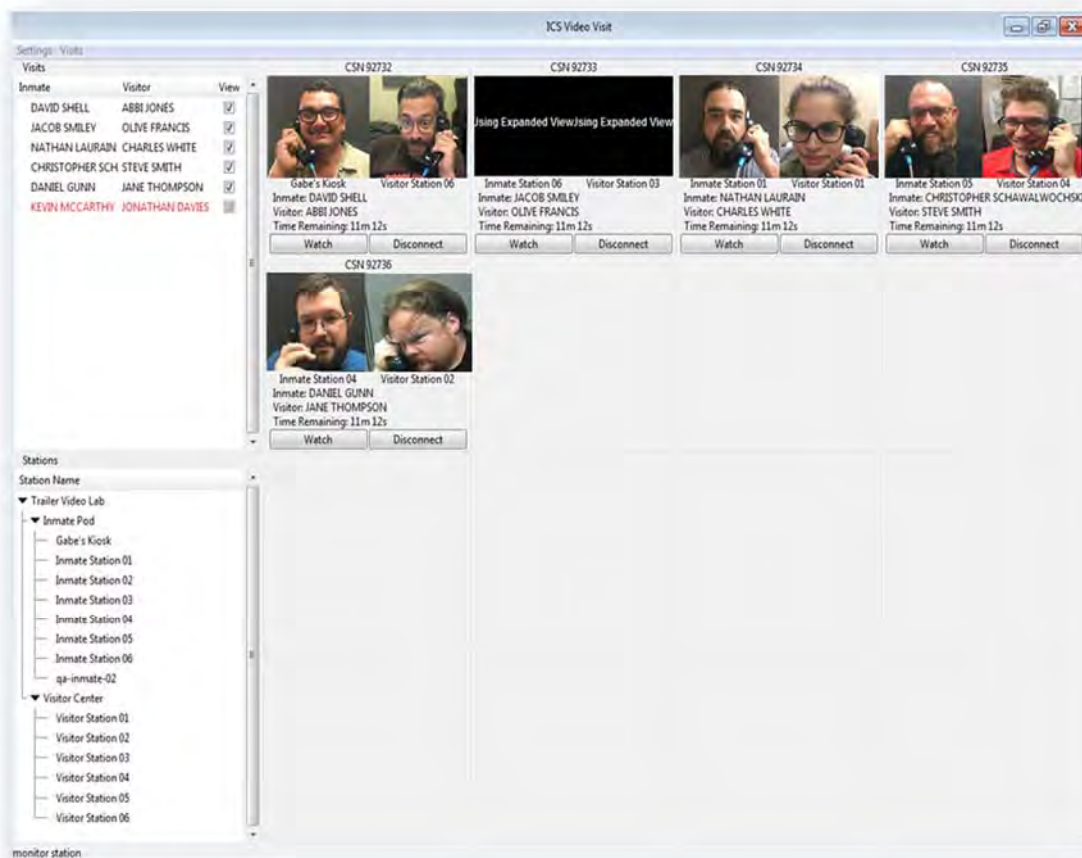 ICS Video Visit
Settings Visits
Visits
Inmate Visitor View
DAVID SHELL ABBI JONES
JACOB SMILEY OLIVE FRANCIS
NATHAN LAURAIN CHARLES WHITE
CHRISTOPHER SCH STEVE SMITH
DANIEL GUNN JANE THOMPSON
KEVIN MCCARTHY JONATHAN DAVIES
CSN 92732
Gabe's Kiosk Visitor Station 06
Inmate: DAVID SHELL
Visitor: ABBI JONES
Time Remaining: 11m 12s
Watch Disconnect
CSN 92733
Using Expanded View Using Expanded View
Inmate Station 06 Visitor Station 03
Inmate: JACOB SMILEY
Visitor: OLIVE FRANCIS
Time Remaining: 11m 12s
Watch Disconnect
CSN 92734
Inmate Station 01 Visitor Station 01
Inmate: NATHAN LAURAIN
Visitor: CHARLES WHITE
Time Remaining: 11m 12s
Watch Disconnect
CSN 92735
Inmate Station 05 Visitor Station 04
Inmate: CHRISTOPHER SCHAWALWOCHSKI
Visitor: STEVE SMITH
Time Remaining: 11m 12s
Watch Disconnect
CSN 92736
Inmate Station 04 Visitor Station 02
Inmate: DANIEL GUNN
Visitor: JANE THOMPSON
Time Remaining: 11m 12s
Watch Disconnect
Stations
Station Name
Trailer Video Lab
Inmate Pod
Gabe's Kiosk
Inmate Station 01
Inmate Station 02
Inmate Station 03
Inmate Station 04
Inmate Station 05
Inmate Station 06
qa-inmate-02
Visitor Center
Visitor Station 01
Visitor Station 02
Visitor Station 03
Visitor Station 04
Visitor Station 05
Visitor Station 06
monitor station